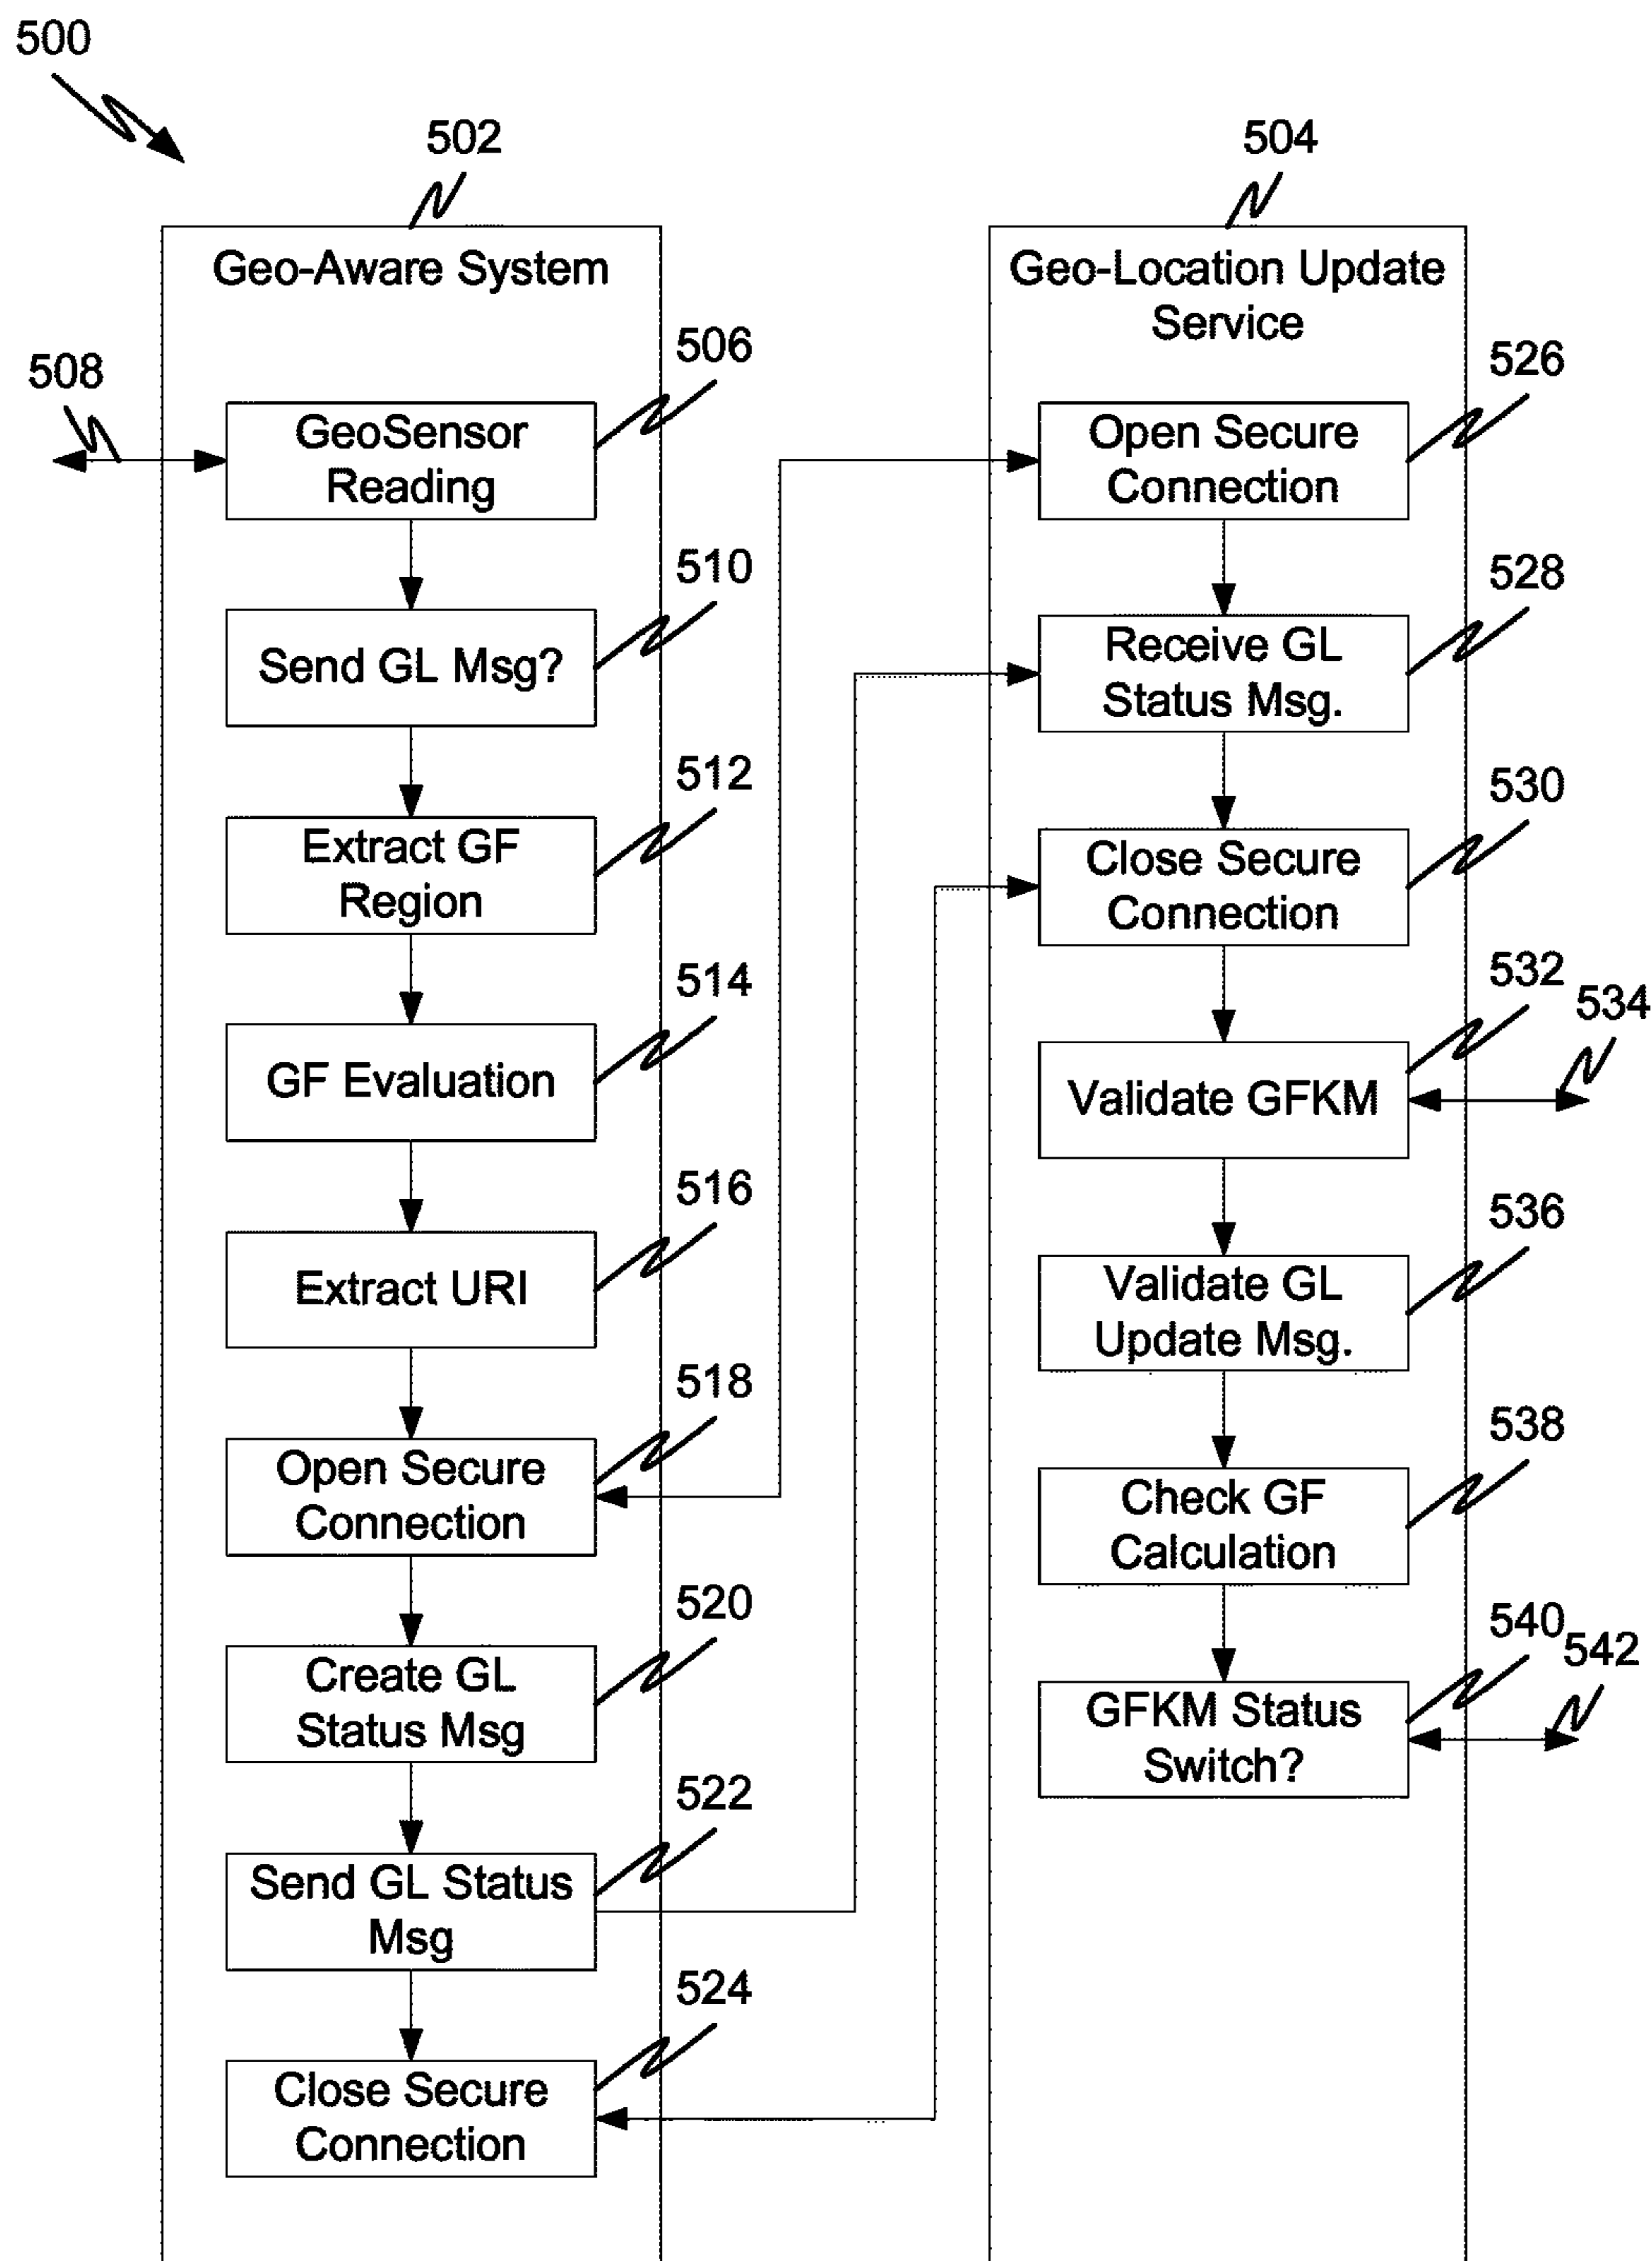 500
502
504
Geo-Aware System
Geo-Location Update
Service
506
508
GeoSensor
Reading
510
Send GL Msg?
512
Extract GF
Region
514
GF Evaluation
516
Extract URI
518
Open Secure
Connection
520
Create GL
Status Msg
522
Send GL Status
Msg
524
Close Secure
Connection
526
Open Secure
Connection
528
Receive GL
Status Msg.
530
Close Secure
Connection
532
534
Validate GFKM
536
Validate GL
Update Msg.
538
Check GF
Calculation
540
542
GFKM Status
Switch?